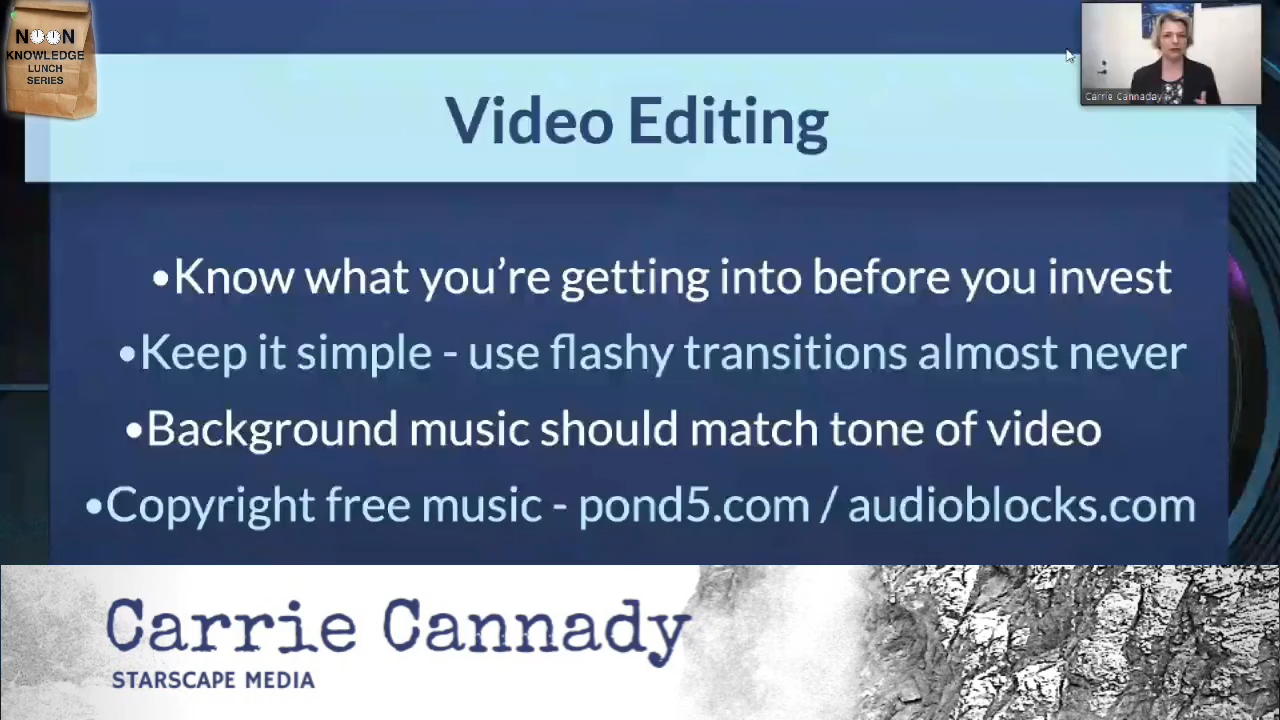 NOON
KNOWLEDGE
LUNCH
SERIES
Carrie Cannaday
Video Editing
•Know what you’re getting into before you invest
•Keep it simple - use flashy transitions almost never
•Background music should match tone of video
•Copyright free music - pond5.com / audioblocks.com
Carrie Cannady
STARSCAPE MEDIA